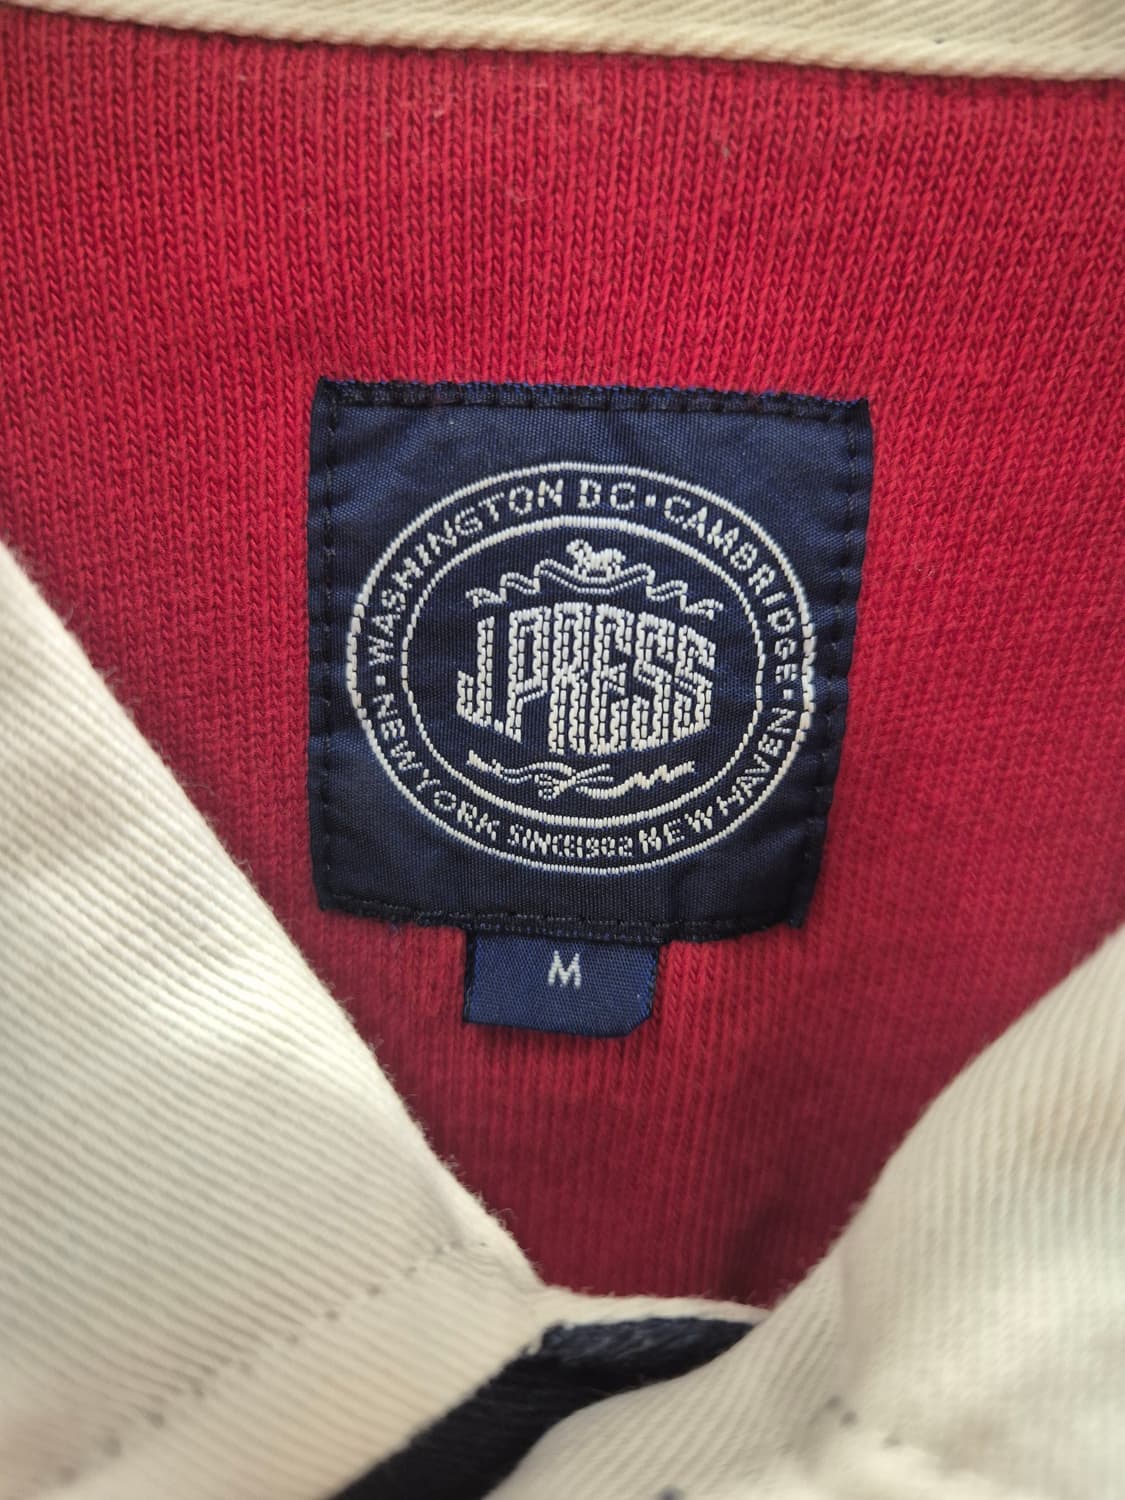 WASHINGTON DC · CAMBRIDGE ·
J.PRESS
· NEW YORK SINCE 1902 NEW HAVEN
M